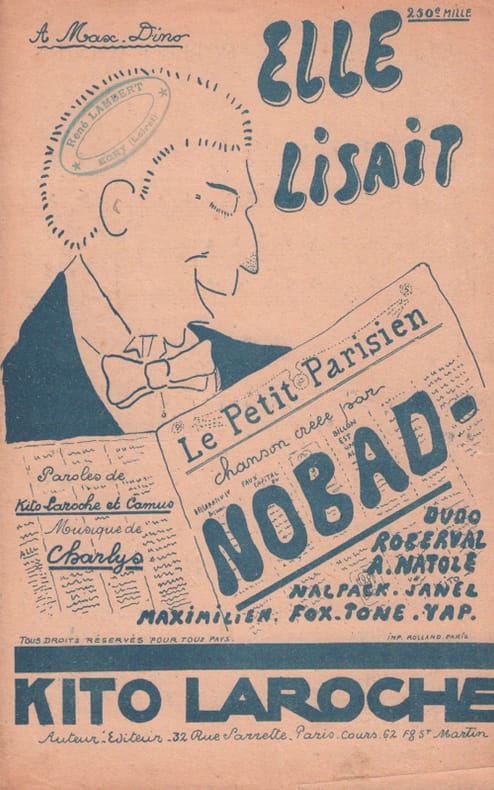 250e MILLE
A Max. Dino
ELLE
LISAIT
René LAMBERT
(Loiret)
Le Petit Parisien
chanson créée par
NOBAD-
Paroles de
Kito Laroche et Camus
Musique de
Charlys
DUDO
ROBERVAL
A. NATOLE
NALPACK. JANEL
MAXIMILIEN. FOX. TONE. YAP.
TOUS DROITS RÉSERVÉS POUR TOUS PAYS.
IMP. ROLLAND. PARIS
KITO LAROCHE
Auteur-Editeur - 32 Rue Sarrette. Paris. Cours. 62 Fg St Martin